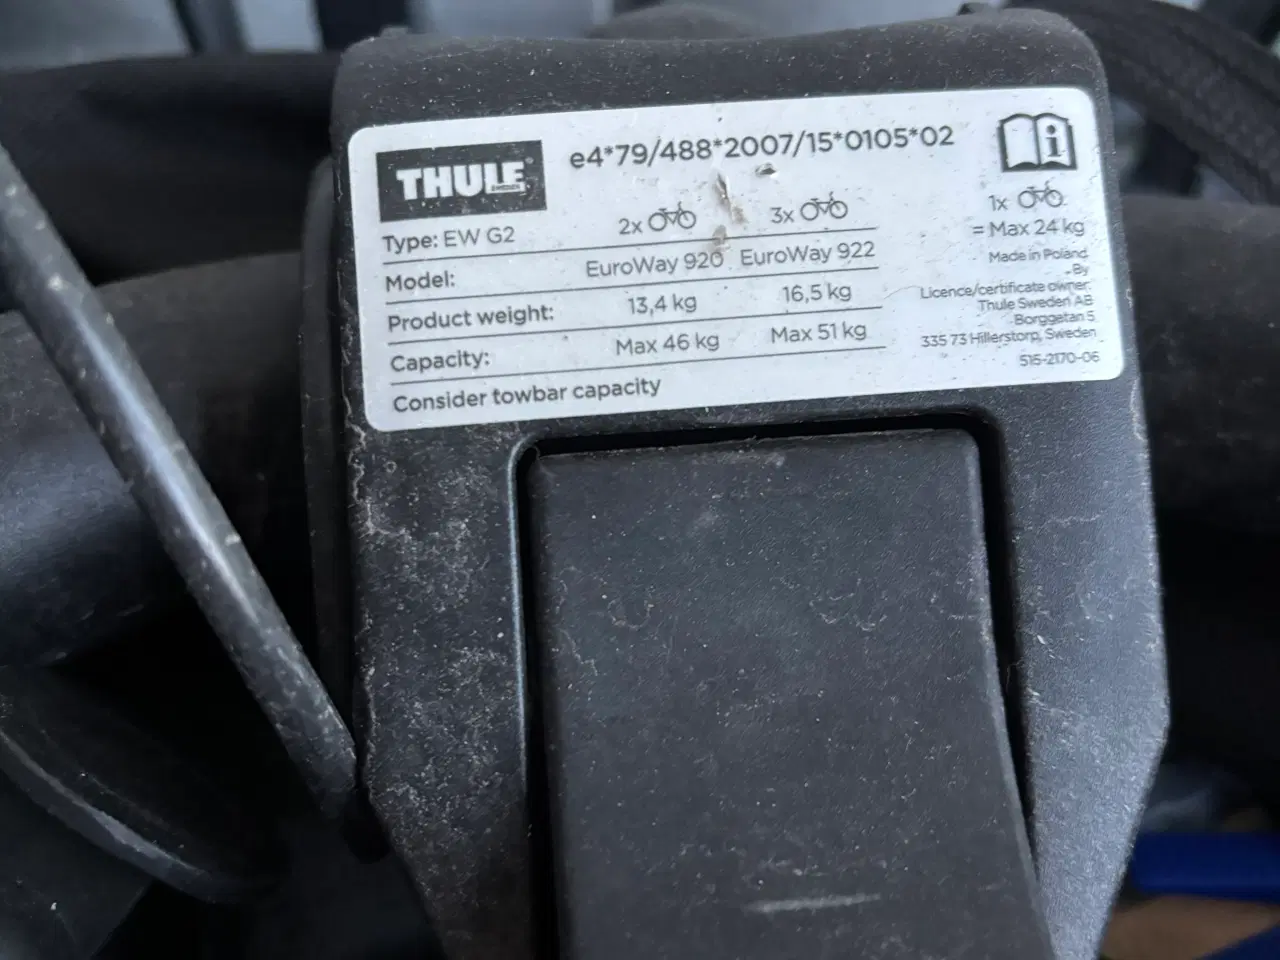 THULE
SWEDEN
e4*79/488*2007/15*0105*02
i
Type: EW G2
2x
3x
1x
= Max 24 kg
Model: EuroWay 920 EuroWay 922
Product weight: 13,4 kg 16,5 kg
Capacity: Max 46 kg Max 51 kg
Consider towbar capacity
Made in Poland
-By
Licence/certificate owner:
Thule Sweden AB
Borggatan 5
335 73 Hillerstorp, Sweden
515-2170-06